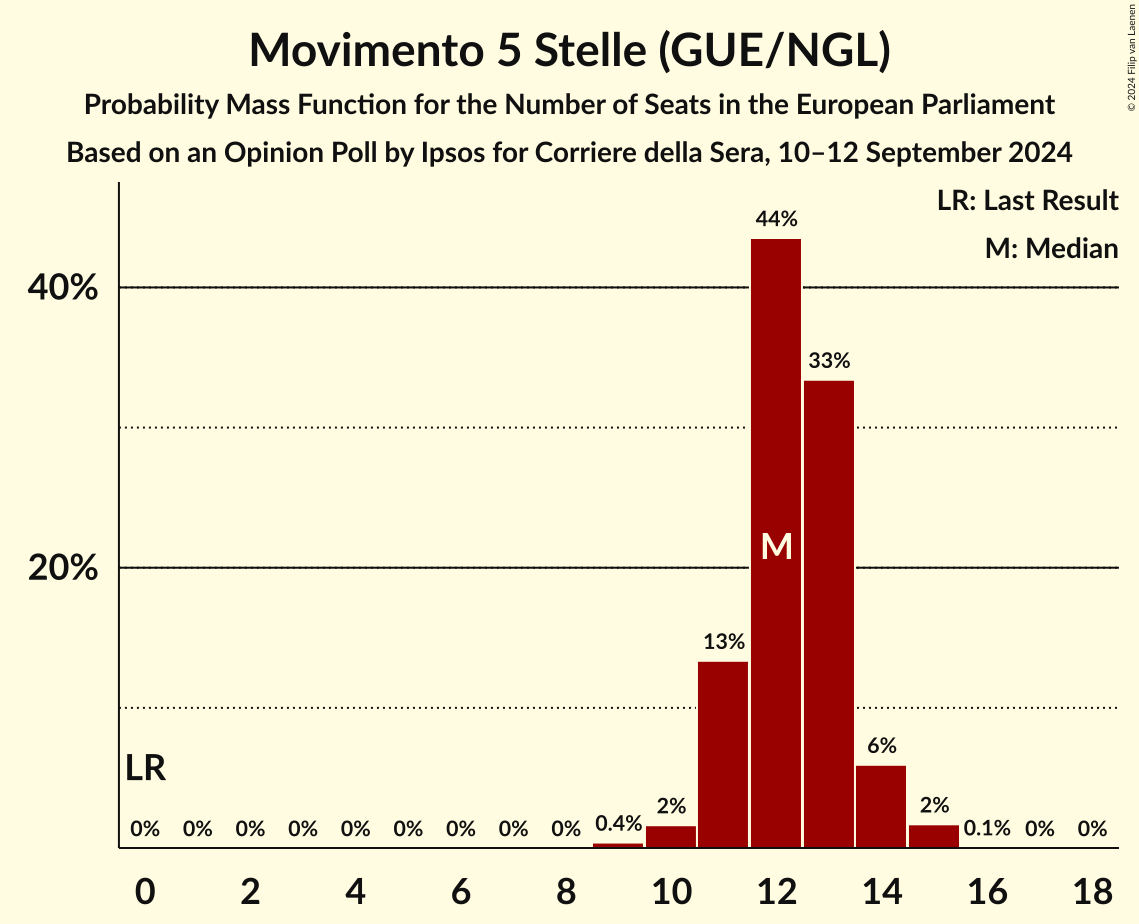 Movimento 5 Stelle (GUE/NGL)
Probability Mass Function for the Number of Seats in the European Parliament
Based on an Opinion Poll by Ipsos for Corriere della Sera, 10–12 September 2024
© 2024 Filip van Laenen
LR: Last Result
M: Median
44%
40%
33%
M
20%
13%
6%
LR
0% 0% 0% 0% 0% 0% 0% 0% 0% 0.4% 2% 2% 0.1% 0% 0%
0 2 4 6 8 10 12 14 16 18